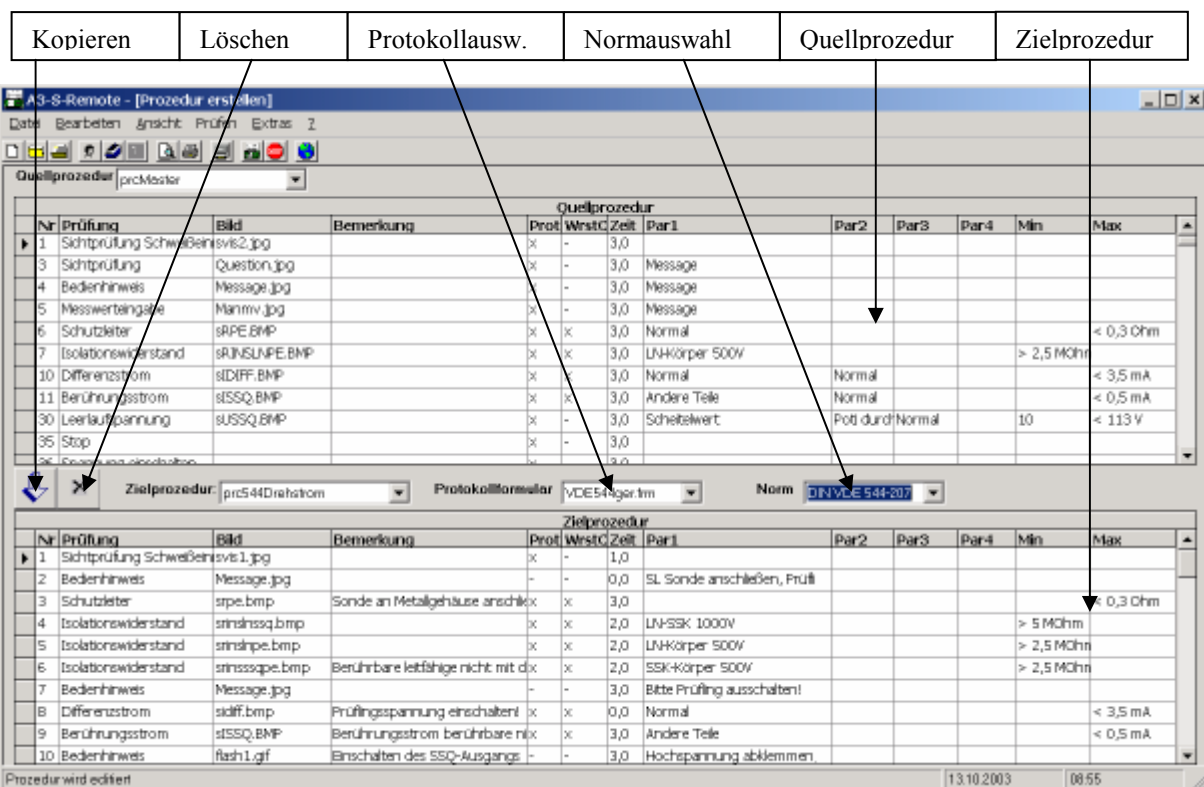 Kopieren Löschen Protokollausw. Normauswahl Quellprozedur Zielprozedur
A3-S-Remote - [Prozedur erstellen]
Datei Bearbeiten Ansicht Prüfen Extras ?
Quellprozedur prcMaster
Quellprozedur
Nr Prüfung Bild Bemerkung Prot WrstC Zeit Par1 Par2 Par3 Par4 Min Max
1 Sichtprüfung Schweißein svis2.jpg x - 3,0
3 Sichtprüfung Question.jpg x - 3,0 Message
4 Bedienhinweis Message.jpg x - 3,0 Message
5 Messwerteingabe Manmv.jpg x - 3,0 Message
6 Schutzleiter sRPE.BMP x x 3,0 Normal < 0,3 Ohm
7 Isolationswiderstand sRINSLNPE.BMP x x 3,0 LN-Körper 500V > 2,5 MOhn
10 Differenzstrom sIDIFF.BMP x x 3,0 Normal Normal < 3,5 mA
11 Berührungsstrom sISSQ.BMP x x 3,0 Andere Teile Normal < 0,5 mA
30 Leerlaufspannung sUSSQ.BMP x - 3,0 Scheitelwert Poti durch Normal 10 < 113 V
35 Stop x - 3,0
36 Spannung einschalten x - 3,0
Zielprozedur: prc544Drehstrom Protokollformular VDE544ger.frm Norm DIN VDE 544-207
Zielprozedur
Nr Prüfung Bild Bemerkung Prot WrstC Zeit Par1 Par2 Par3 Par4 Min Max
1 Sichtprüfung Schweißein svis1.jpg x - 1,0
2 Bedienhinweis Message.jpg - - 0,0 SL Sonde anschließen, Prüfl
3 Schutzleiter srpe.bmp Sonde an Metallgehäuse anschlie x x 3,0 < 0,3 Ohm
4 Isolationswiderstand srinslnssq.bmp x x 2,0 LN-SSK 1000V > 5 MOhm
5 Isolationswiderstand srinslnpe.bmp x x 2,0 LN-Körper 500V > 2,5 MOhn
6 Isolationswiderstand srinsssqpe.bmp Berührbare leitfähige nicht mit d x x 2,0 SSK-Körper 500V > 2,5 MOhn
7 Bedienhinweis Message.jpg - - 3,0 Bitte Prüfling ausschalten!
8 Differenzstrom sidiff.bmp Prüflingsspannung einschalten! x x 0,0 Normal < 3,5 mA
9 Berührungsstrom sISSQ.BMP Berührungsstrom berührbare ni x x 3,0 Andere Teile < 0,5 mA
10 Bedienhinweis flash1.gif Einschalten des SSQ-Ausgangs - - 3,0 Hochspannung abklemmen,
Prozedur wird editiert 13.10.2003 08:55